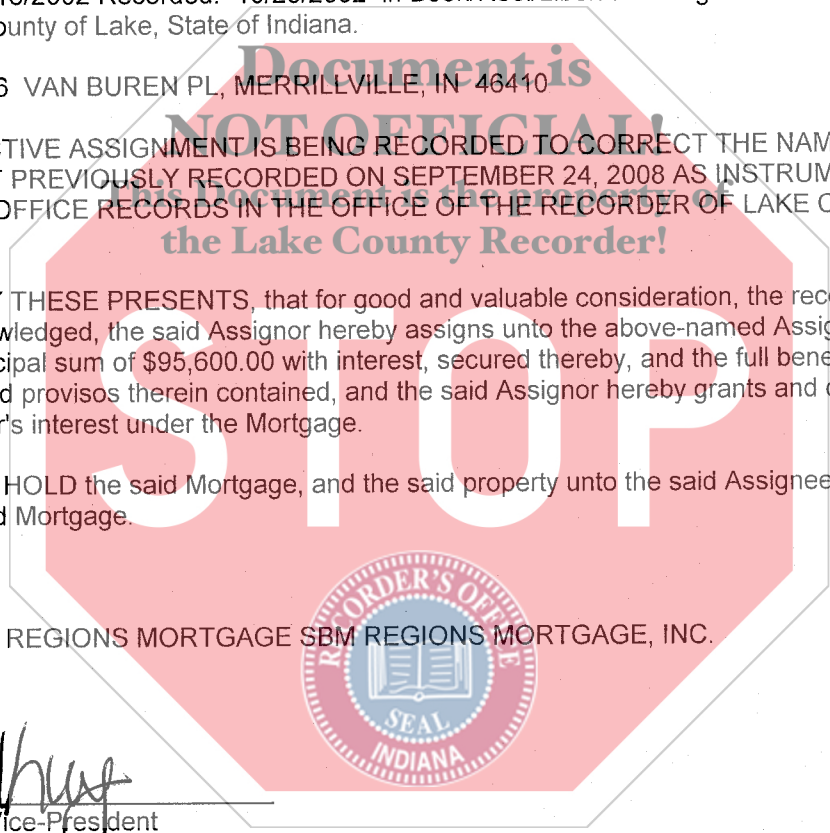 County of Lake, State of Indiana.
VAN BUREN PL, MERRILLVILLE, IN 46410
Document is
NOT OFFICIAL!
This Document is the property of
the Lake County Recorder!
CTIVE ASSIGNMENT IS BEING RECORDED TO CORRECT THE NAM
PREVIOUSLY RECORDED ON SEPTEMBER 24, 2008 AS INSTRUM
OFFICE RECORDS IN THE OFFICE OF THE RECORDER OF LAKE C
THESE PRESENTS, that for good and valuable consideration, the rec
wledged, the said Assignor hereby assigns unto the above-named Assig
cipal sum of $95,600.00 with interest, secured thereby, and the full bene
d provisos therein contained, and the said Assignor hereby grants and c
r's interest under the Mortgage.
STOP
HOLD the said Mortgage, and the said property unto the said Assignee
d Mortgage.
REGIONS MORTGAGE SBM REGIONS MORTGAGE, INC.
RECORDER'S OFFICE
SEAL
INDIANA
Vice-President